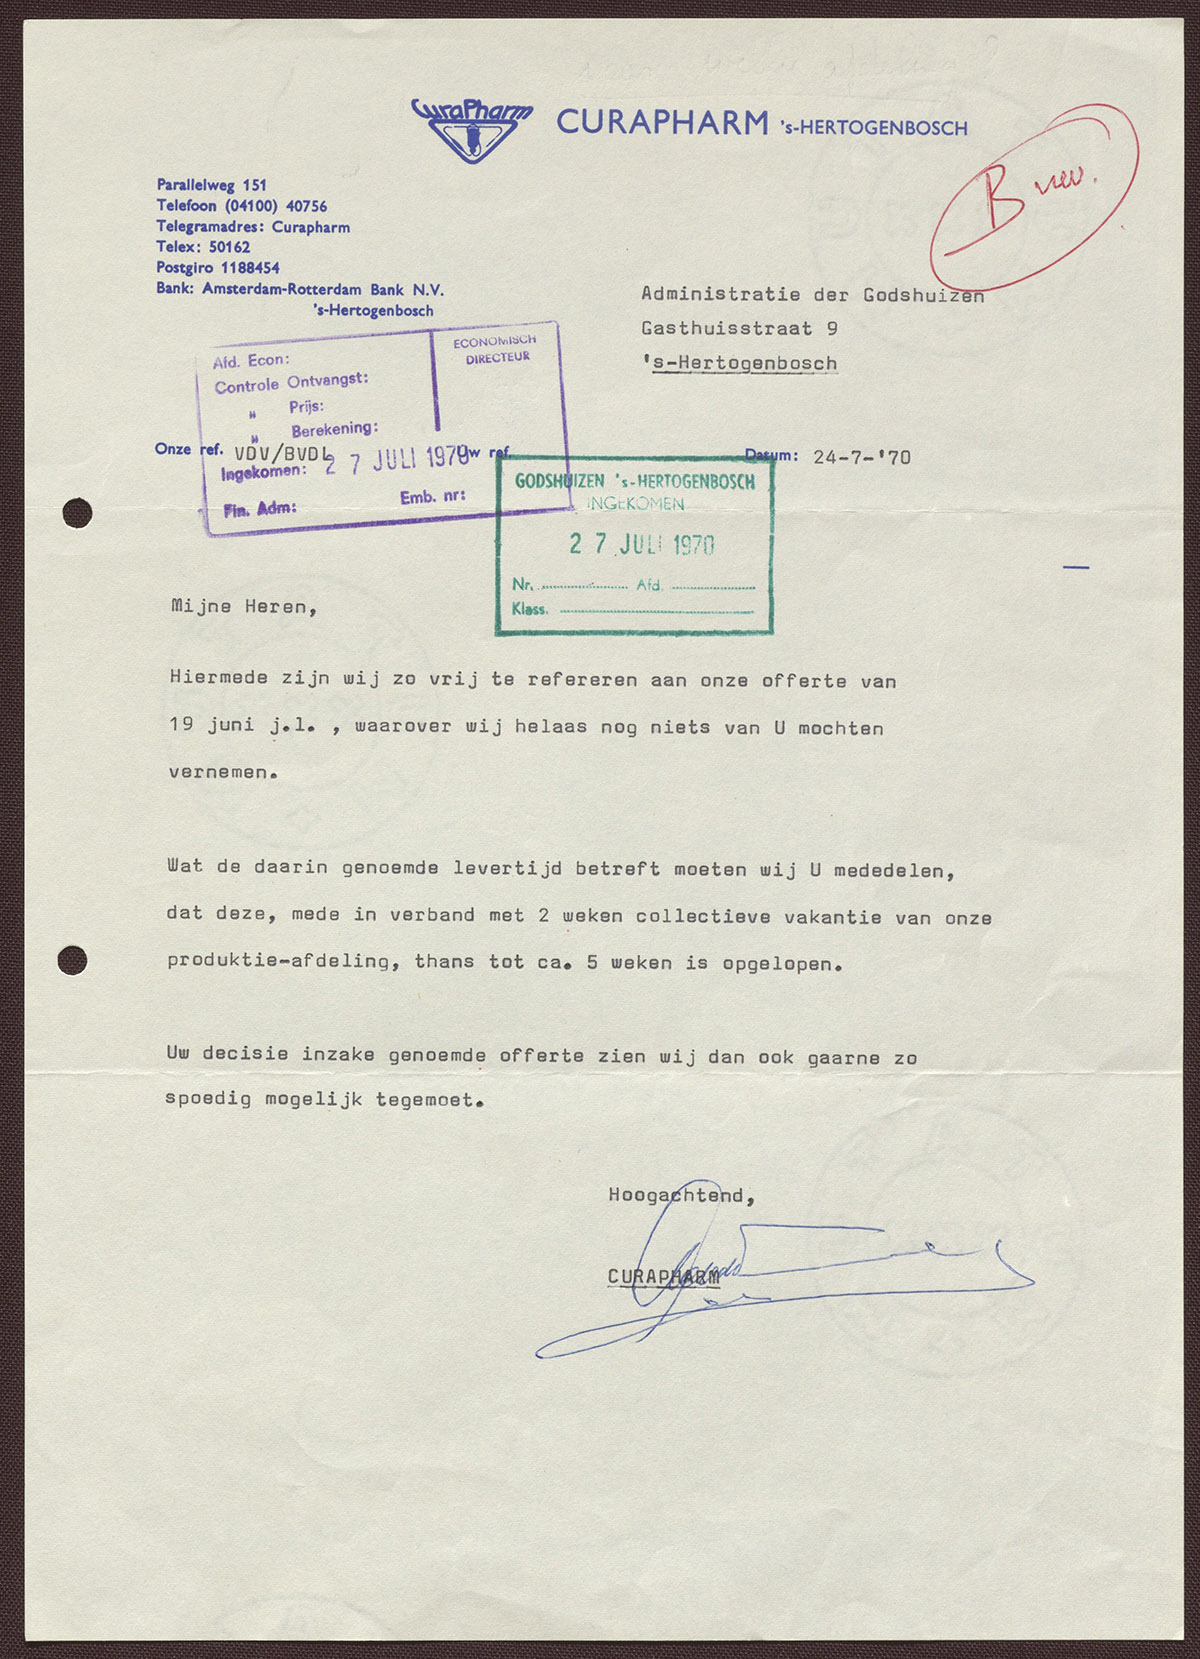 CuraPharm
CURAPHARM 's-HERTOGENBOSCH
B
Parallelweg 151
Telefoon (04100) 40756
Telegramadres: Curapharm
Telex: 50162
Postgiro 1188454
Bank: Amsterdam-Rotterdam Bank N.V.
's-Hertogenbosch
Administratie der Godshuizen
Gasthuisstraat 9
's-Hertogenbosch
Afd. Econ:
Controle Ontvangst:
" Prijs:
" Berekening:
Ingekomen: 27 JULI 1970
Fin. Adm: Emb. nr:
ECONOMISCH
DIRECTEUR
Onze ref. VDV/BVDL Uw ref. Datum: 24-7-'70
GODSHUIZEN 's-HERTOGENBOSCH
INGEKOMEN
27 JULI 1970
Nr. Afd.
Klass.
Mijne Heren,
Hiermede zijn wij zo vrij te refereren aan onze offerte van
19 juni j.l. , waarover wij helaas nog niets van U mochten
vernemen.
Wat de daarin genoemde levertijd betreft moeten wij U mededelen,
dat deze, mede in verband met 2 weken collectieve vakantie van onze
produktie-afdeling, thans tot ca. 5 weken is opgelopen.
Uw decisie inzake genoemde offerte zien wij dan ook gaarne zo
spoedig mogelijk tegemoet.
Hoogachtend,
CURAPHARM